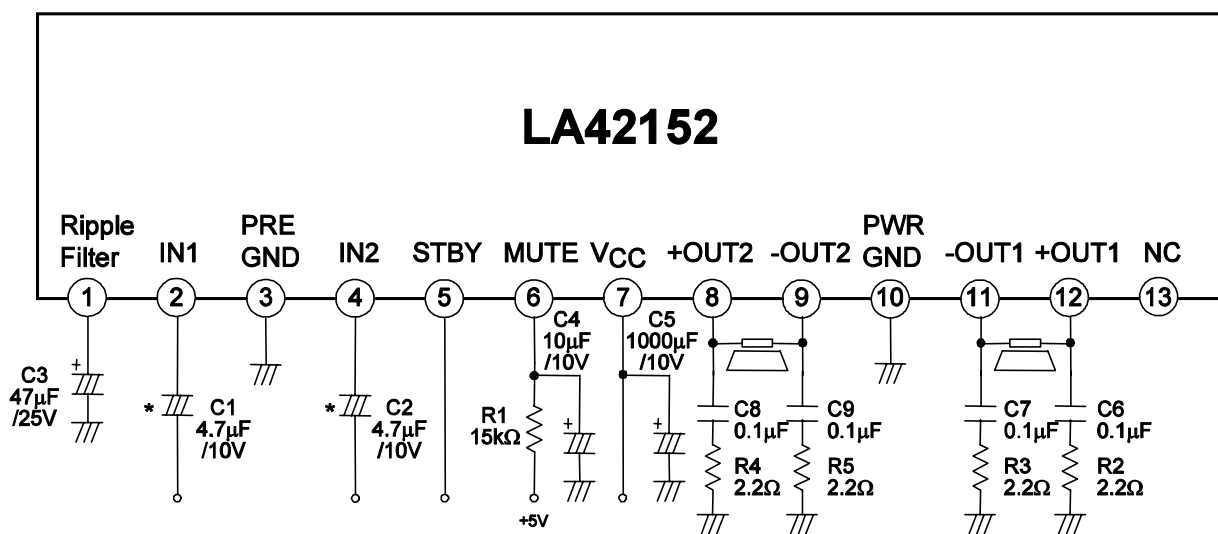 LA42152
Ripple
Filter
IN1
PRE
GND
IN2
STBY
MUTE
VCC
+OUT2
-OUT2
PWR
GND
-OUT1
+OUT1
NC
1
2
3
4
5
6
7
8
9
10
11
12
13
+
C3
47µF
/25V
*
C1
4.7µF
/10V
*
C2
4.7µF
/10V
C4
10µF
/10V
R1
15kΩ
+
+5V
C5
1000µF
/10V
+
C8
0.1µF
R4
2.2Ω
C9
0.1µF
R5
2.2Ω
C7
0.1µF
R3
2.2Ω
C6
0.1µF
R2
2.2Ω